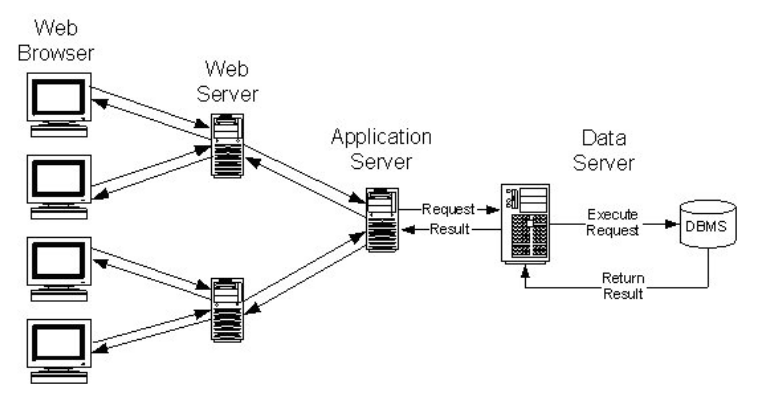 Web
Browser
Web
Server
Application
Server
Data
Server
Request
Result
Execute
Request
DBMS
Return
Result